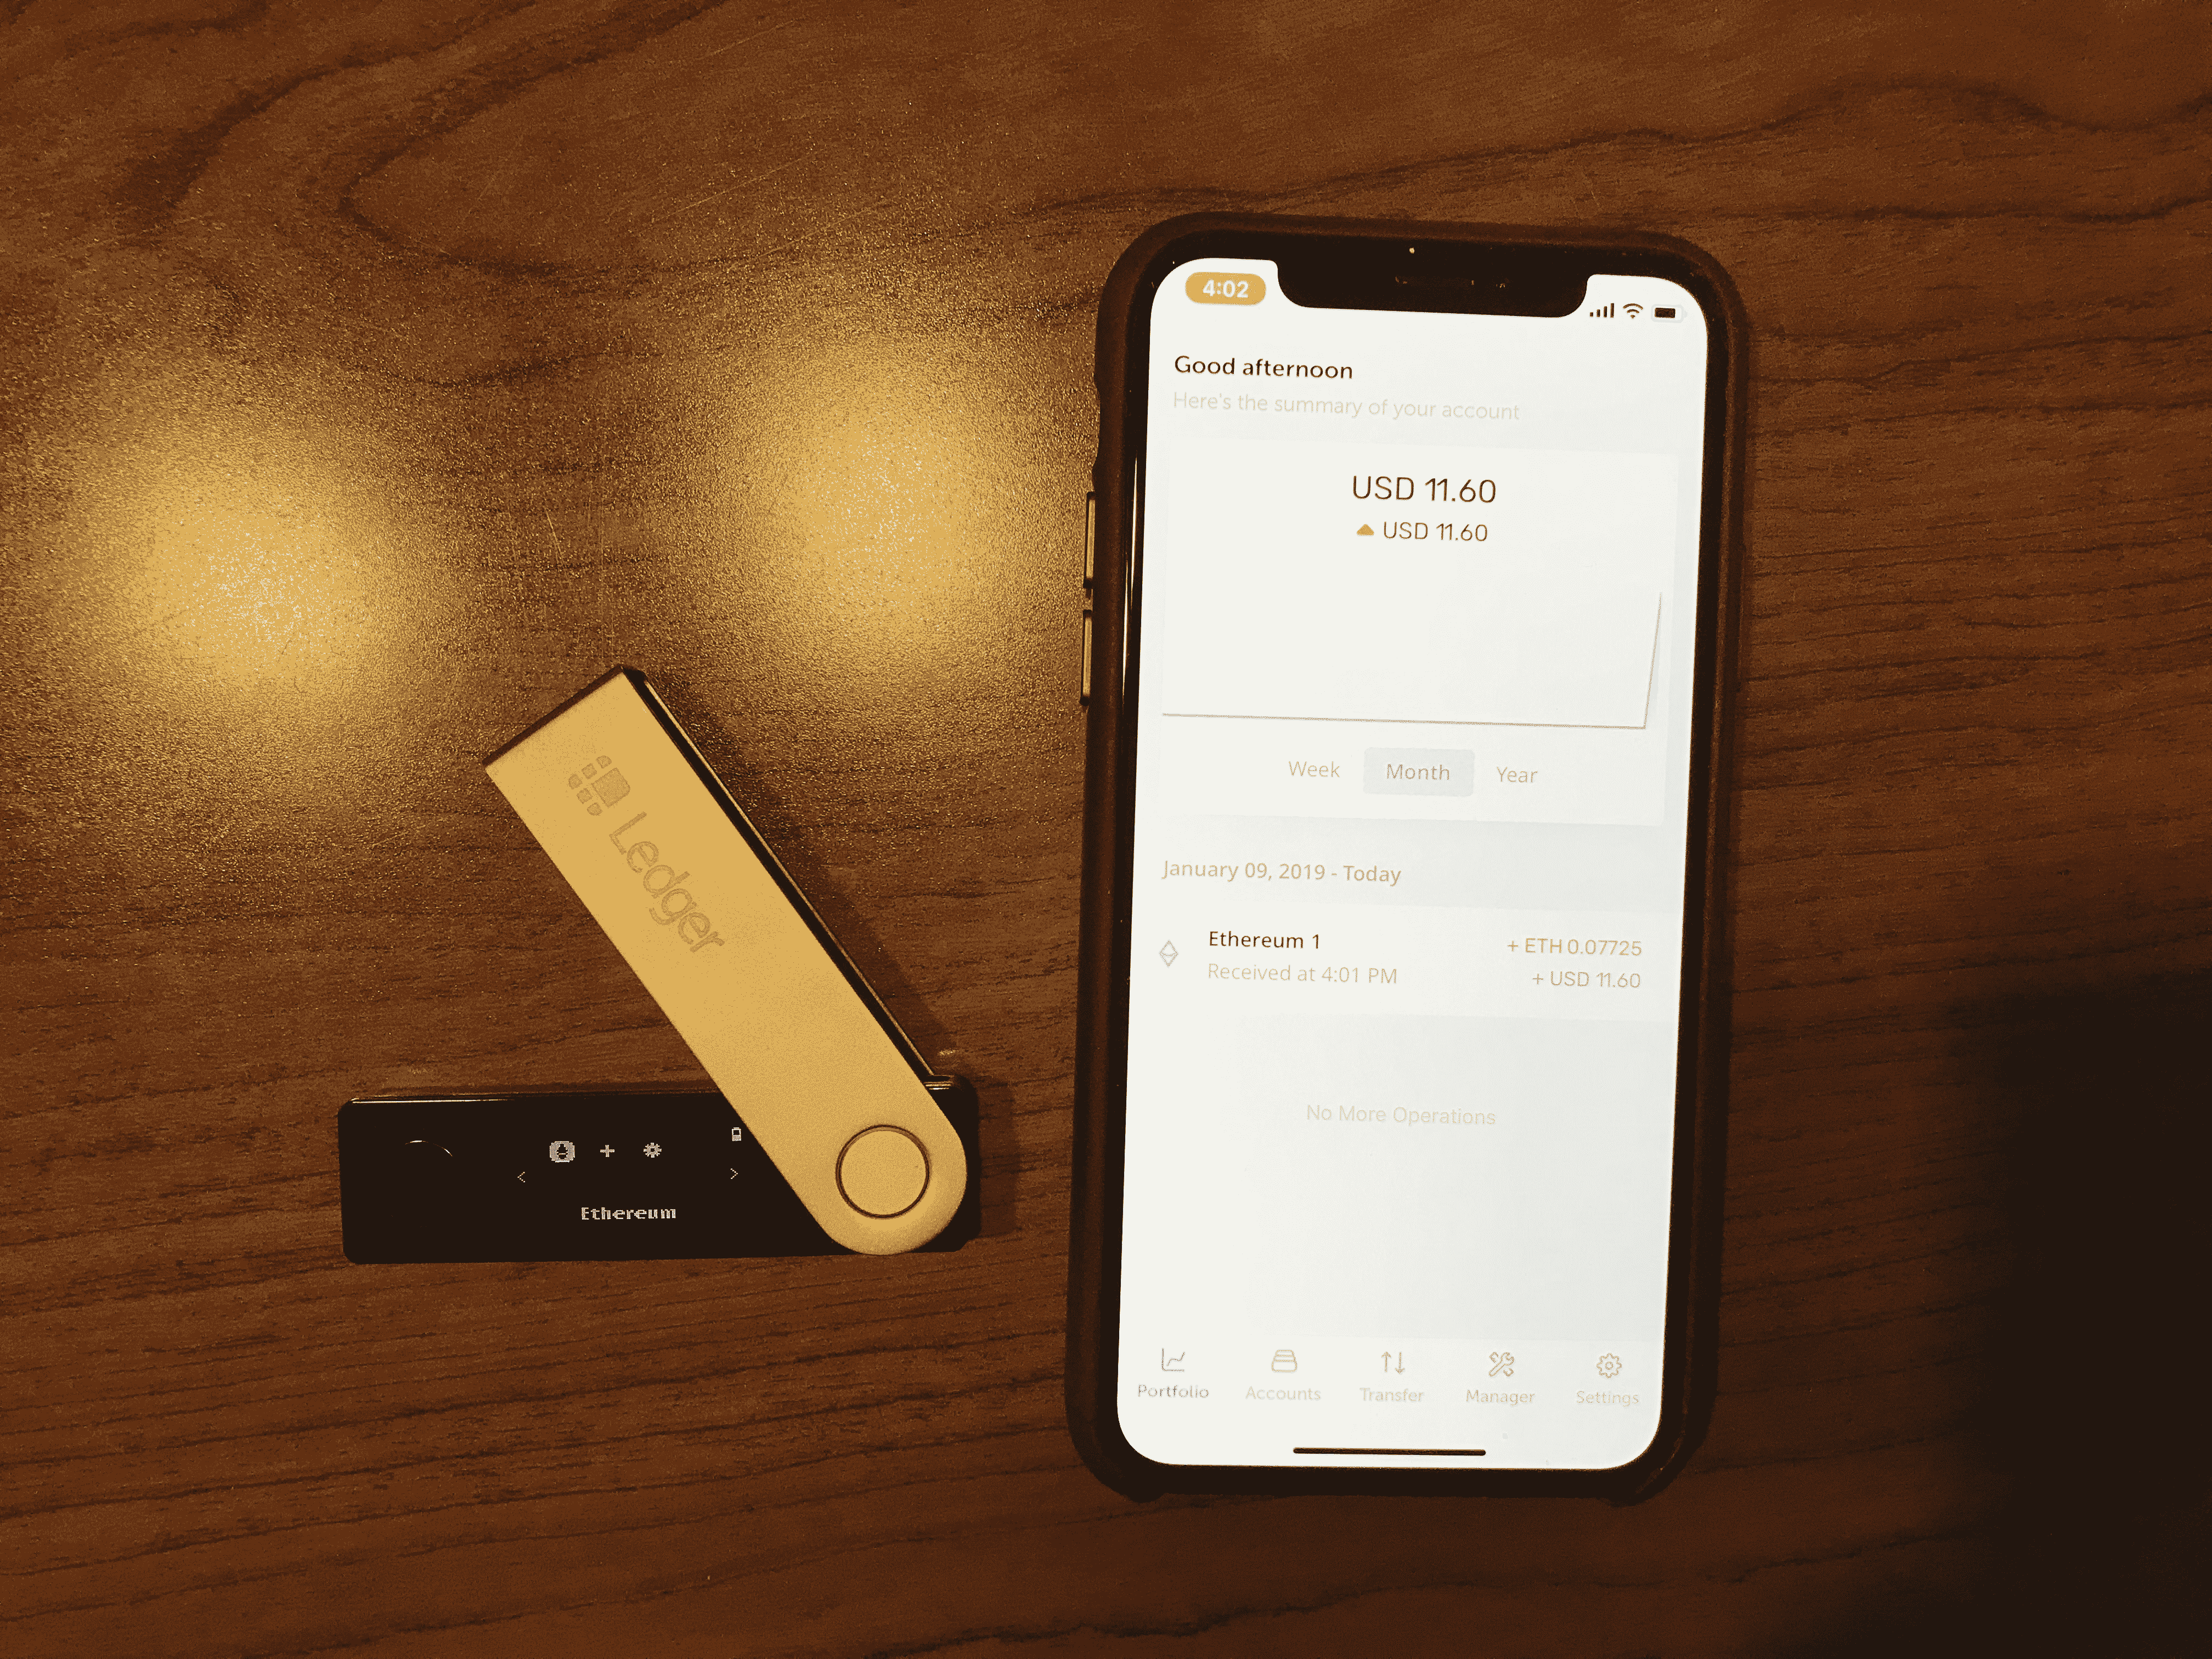 4:02
Good afternoon
Here's the summary of your account
USD 11.60
USD 11.60
Week Month Year
January 09, 2019 - Today
Ethereum 1 + ETH 0.07725
Received at 4:01 PM + USD 11.60
No More Operations
Portfolio Accounts Transfer Manager Settings
Ledger
Ethereum